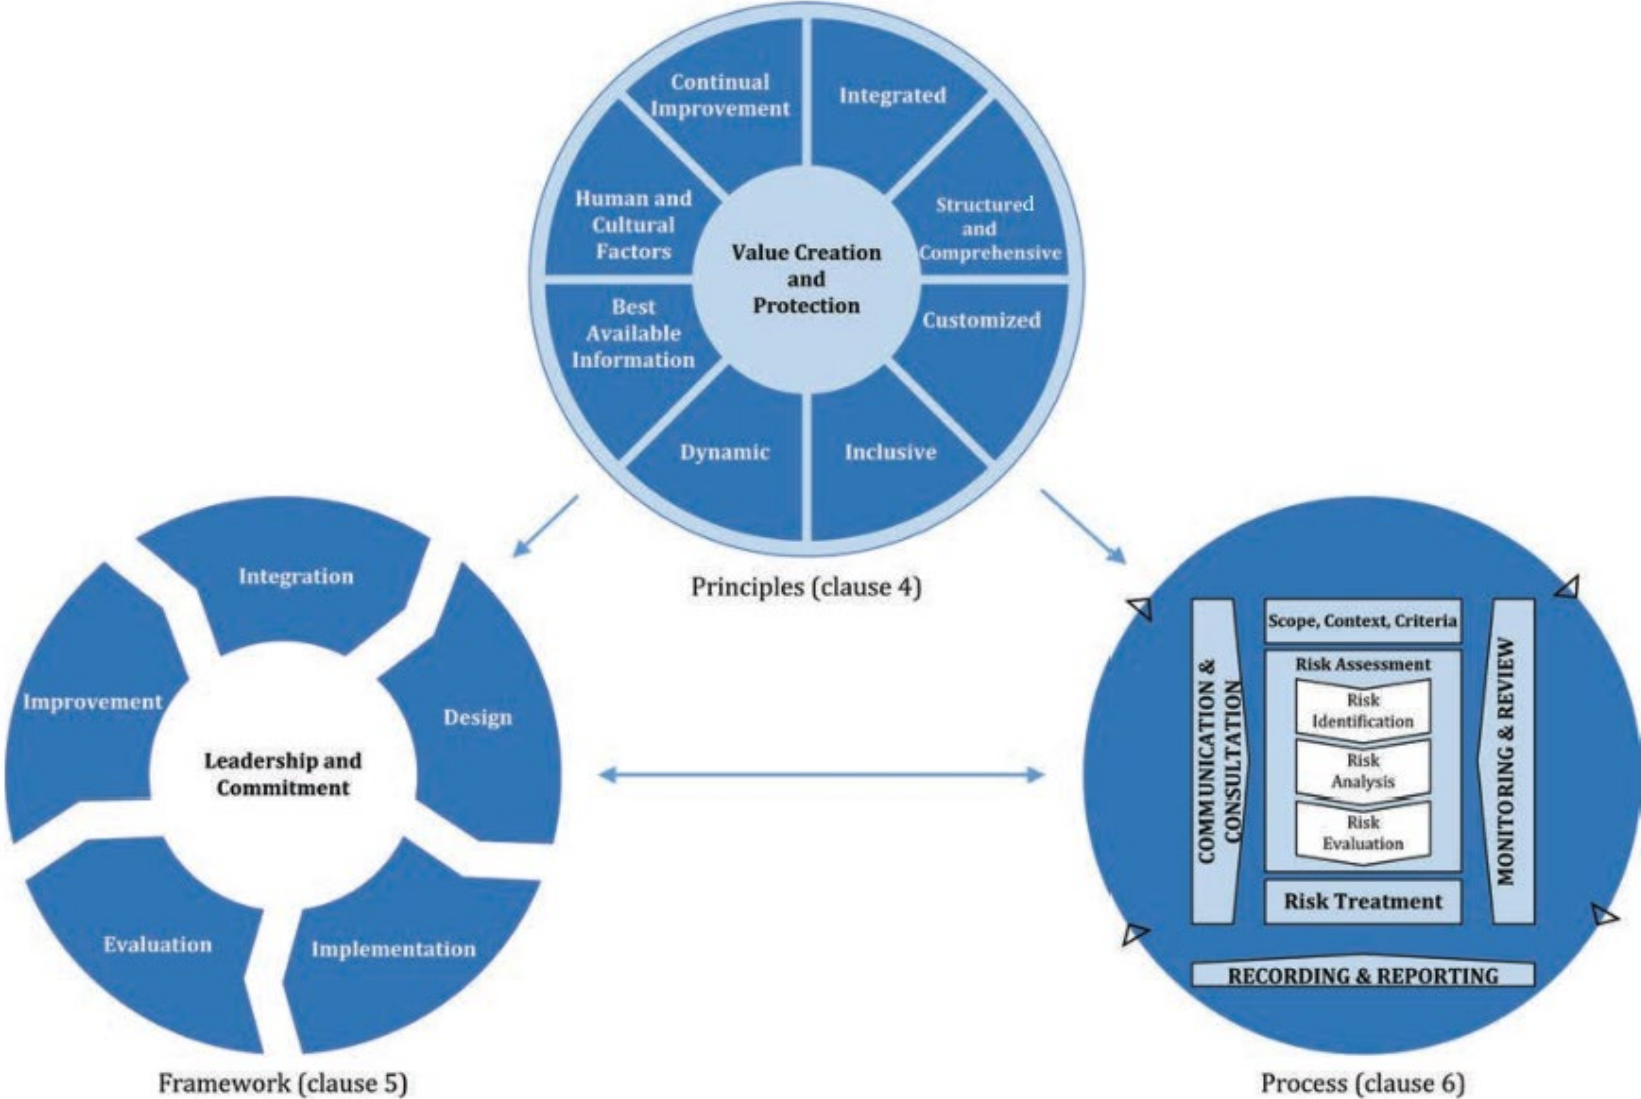 Continual
Improvement
Integrated
Human and
Cultural
Factors
Structured
and
Comprehensive
Value Creation
and
Protection
Best
Available
Information
Customized
Dynamic
Inclusive
Principles (clause 4)
Integration
Improvement
Design
Leadership and
Commitment
Evaluation
Implementation
Framework (clause 5)
Scope, Context, Criteria
Risk Assessment
Risk
Identification
Risk
Analysis
Risk
Evaluation
Risk Treatment
COMMUNICATION &
CONSULTATION
MONITORING & REVIEW
RECORDING & REPORTING
Process (clause 6)